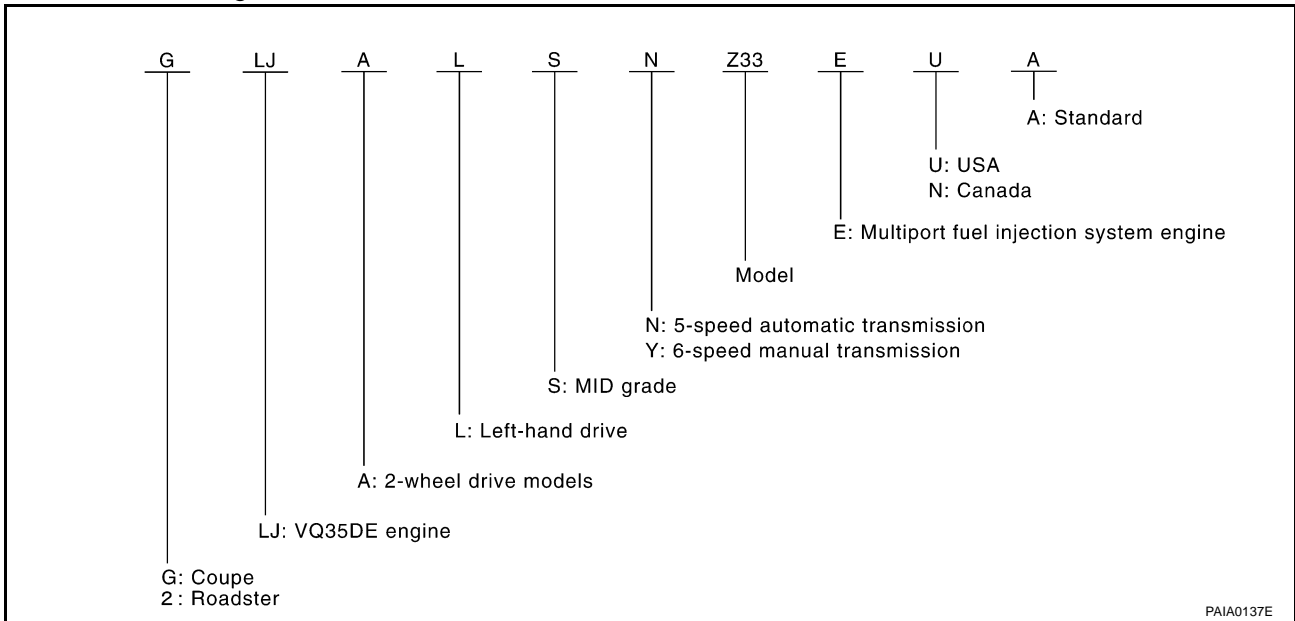 G LJ A L S N Z33 E U A
A: Standard
U: USA
N: Canada
E: Multiport fuel injection system engine
Model
N: 5-speed automatic transmission
Y: 6-speed manual transmission
S: MID grade
L: Left-hand drive
A: 2-wheel drive models
LJ: VQ35DE engine
G: Coupe
2 : Roadster
PAIA0137E